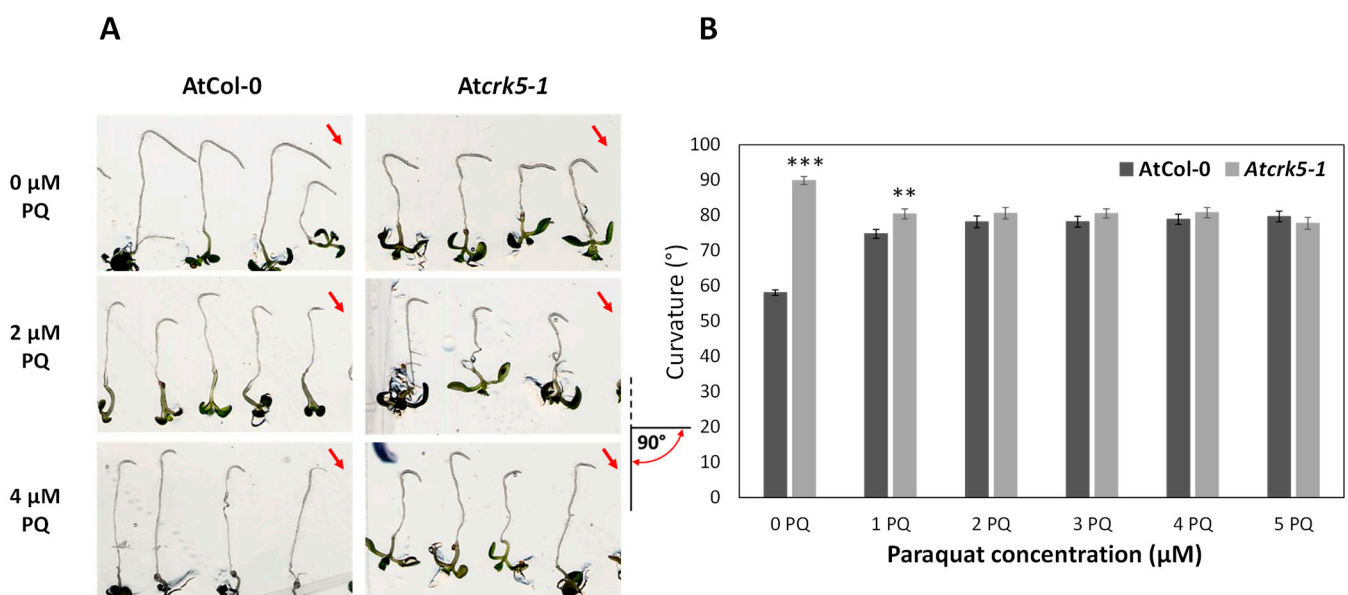 A
AtCol-0
Atcrk5-1
0 µM
PQ
2 µM
PQ
4 µM
PQ
90°
B
Curvature (°)
100
90
80
70
60
50
40
30
20
10
0
***
**
AtCol-0
Atcrk5-1
0 PQ
1 PQ
2 PQ
3 PQ
4 PQ
5 PQ
Paraquat concentration (µM)